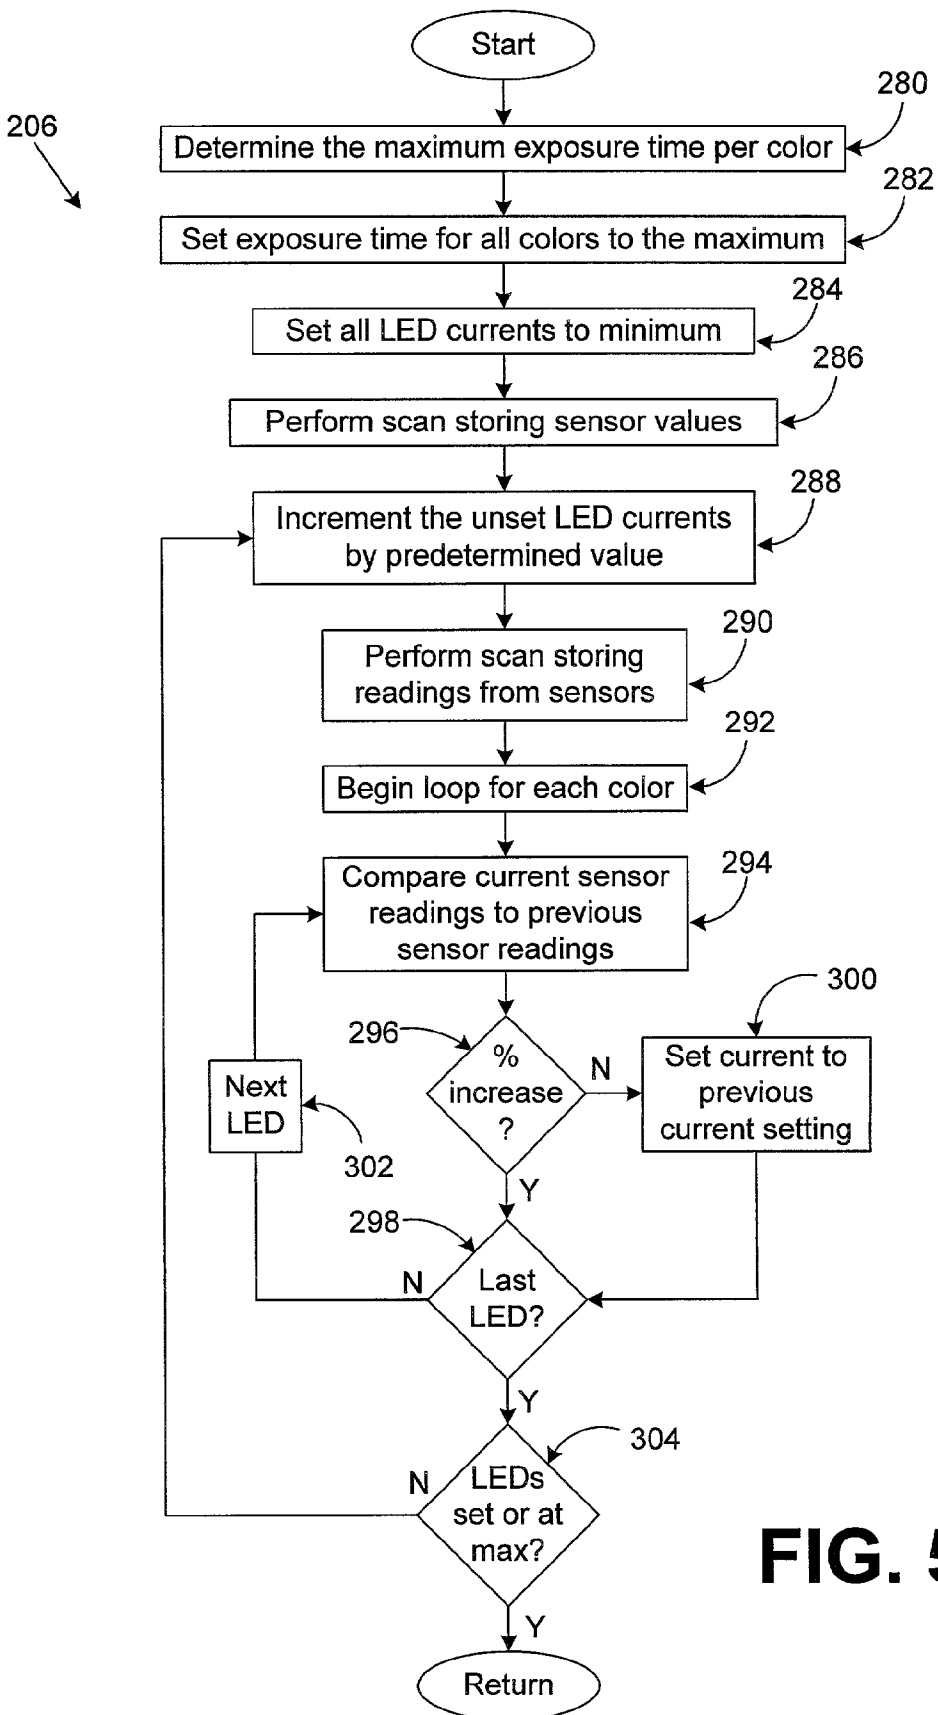 Start
280
206
Determine the maximum exposure time per color
282
Set exposure time for all colors to the maximum
284
Set all LED currents to minimum
286
Perform scan storing sensor values
288
Increment the unset LED currents
by predetermined value
290
Perform scan storing
readings from sensors
292
Begin loop for each color
294
Compare current sensor
readings to previous
sensor readings
300
296
%
increase
?
N
Set current to
previous
current setting
Next
LED
302
Y
298
Last
LED?
N
Y
304
LEDs
set or at
max?
N
FIG. 5
Y
Return